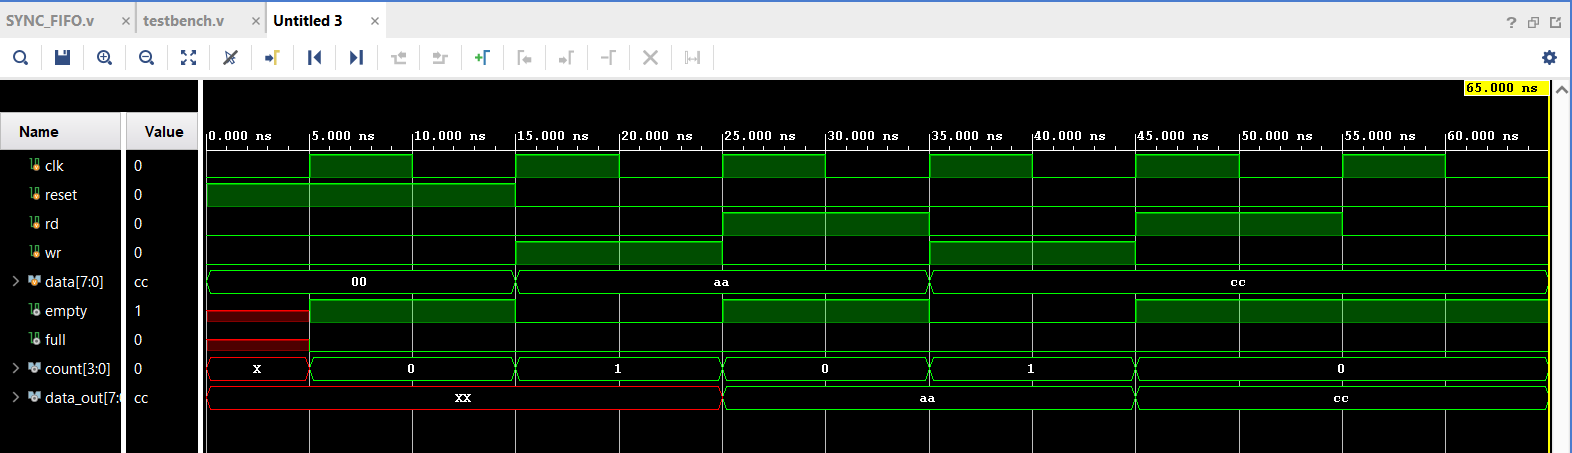 SYNC_FIFO.v × testbench.v × Untitled 3 ×
?
65.000 ns
Name Value
0.000 ns 5.000 ns 10.000 ns 15.000 ns 20.000 ns 25.000 ns 30.000 ns 35.000 ns 40.000 ns 45.000 ns 50.000 ns 55.000 ns 60.000 ns
clk 0
reset 0
rd 0
wr 0
data[7:0] cc 00 aa cc
empty 1
full 0
count[3:0] 0 X 0 1 0 1 0
data_out[7:0 cc XX aa cc